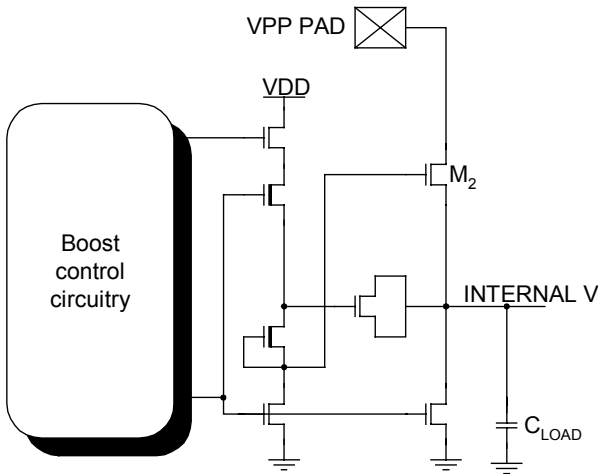 VPP PAD
VDD
M2
Boost
control
circuitry
INTERNAL V
CLOAD